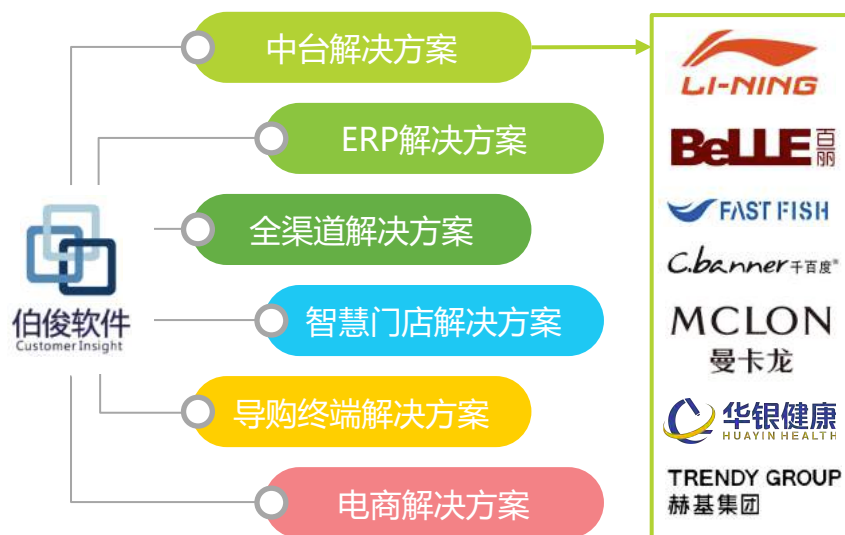 中台解决方案
ERP解决方案
全渠道解决方案
智慧门店解决方案
导购终端解决方案
电商解决方案
伯俊软件
Customer Insight
LI-NING
BeLLE 百丽
FAST FISH
C.banner 千百度®
MCLON
曼卡龙
华银健康
HUAYIN HEALTH
TRENDY GROUP
赫基集团